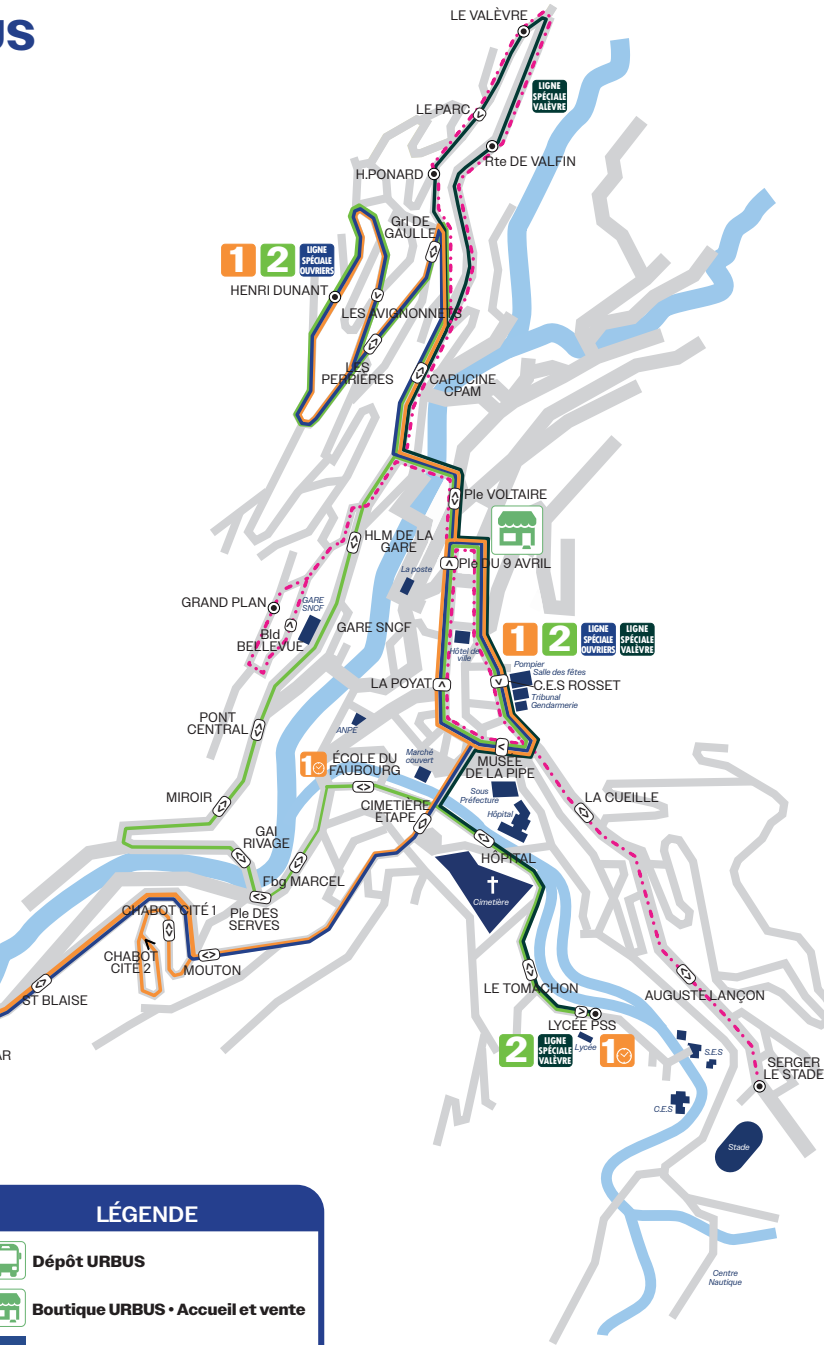 US
LE VALÈVRE
LIGNE
SPÉCIALE
VALÈVRE
LE PARC
Rte DE VALFIN
H.PONARD
Grl DE
GAULLE
1
2
LIGNE
SPÉCIALE
OUVRIERS
HENRI DUNANT
LES AVIGNONNETS
LES
PERRIÈRES
CAPUCINE
CPAM
Ple VOLTAIRE
HLM DE LA
GARE
Ple DU 9 AVRIL
La poste
GRAND PLAN
GARE
SNCF
Bld
BELLEVUE
GARE SNCF
1
2
LIGNE
SPÉCIALE
OUVRIERS
LIGNE
SPÉCIALE
VALÈVRE
Hôtel de
ville
Pompier
Salle des fêtes
C.E.S ROSSET
Tribunal
Gendarmerie
LA POYAT
PONT
CENTRAL
ANPE
1
ÉCOLE DU
FAUBOURG
Marché
couvert
MUSÉE
DE LA PIPE
MIROIR
CIMETIÈRE
ETAPE
Sous
Préfecture
Hôpital
LA CUEILLE
GAI
RIVAGE
HÔPITAL
Fbg MARCEL
Cimetière
CHABOT CITÉ 1
Ple DES
SERVES
CHABOT
CITÉ 2
MOUTON
ST BLAISE
LE TOMACHON
AUGUSTE LANÇON
LYCÉE PSS
2
LIGNE
SPÉCIALE
VALÈVRE
Lycée
1
S.E.S
AR
SERGER
LE STADE
C.E.S
Stade
LÉGENDE
Dépôt URBUS
Boutique URBUS • Accueil et vente
Centre
Nautique